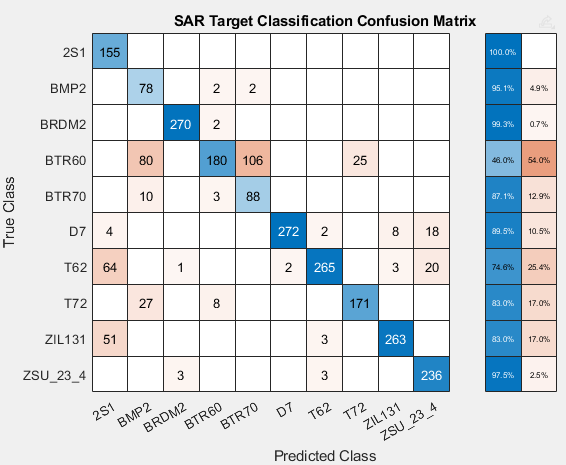 SAR Target Classification Confusion Matrix
True Class
2S1 155 100.0%
BMP2 78 2 2 95.1% 4.9%
BRDM2 270 2 99.3% 0.7%
BTR60 80 180 106 25 46.0% 54.0%
BTR70 10 3 88 87.1% 12.9%
D7 4 272 2 8 18 89.5% 10.5%
T62 64 1 2 265 3 20 74.6% 25.4%
T72 27 8 171 83.0% 17.0%
ZIL131 51 3 263 83.0% 17.0%
ZSU_23_4 3 3 236 97.5% 2.5%
2S1 BMP2 BRDM2 BTR60 BTR70 D7 T62 T72 ZIL131 ZSU_23_4
Predicted Class